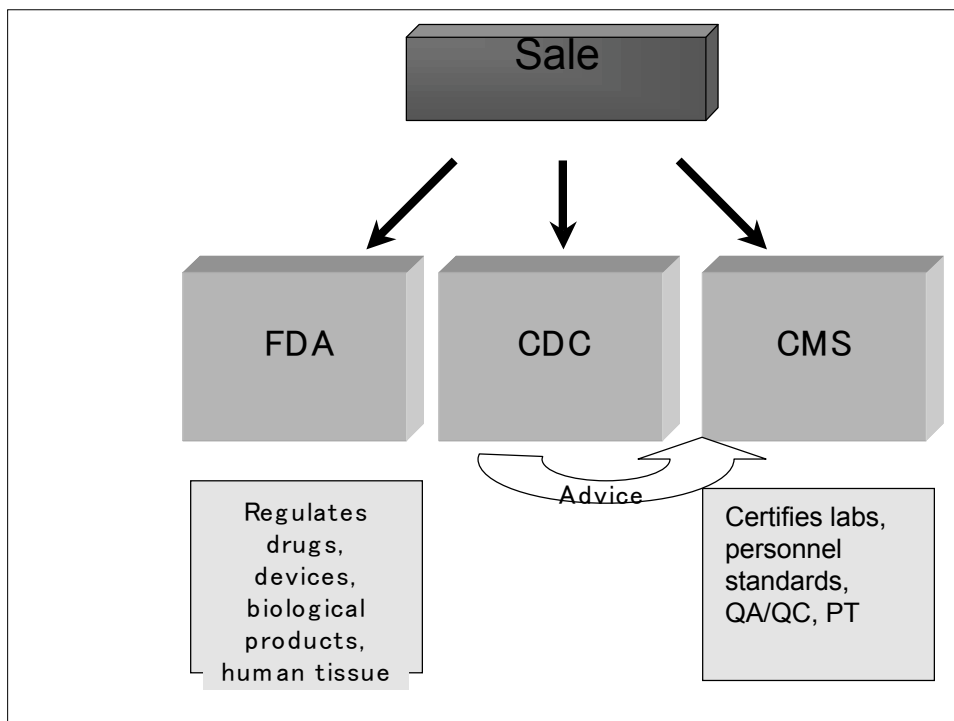 Sale
FDA
CDC
CMS
Advice
Regulates
drugs,
devices,
biological
products,
human tissue
Certifies labs,
personnel
standards,
QA/QC, PT